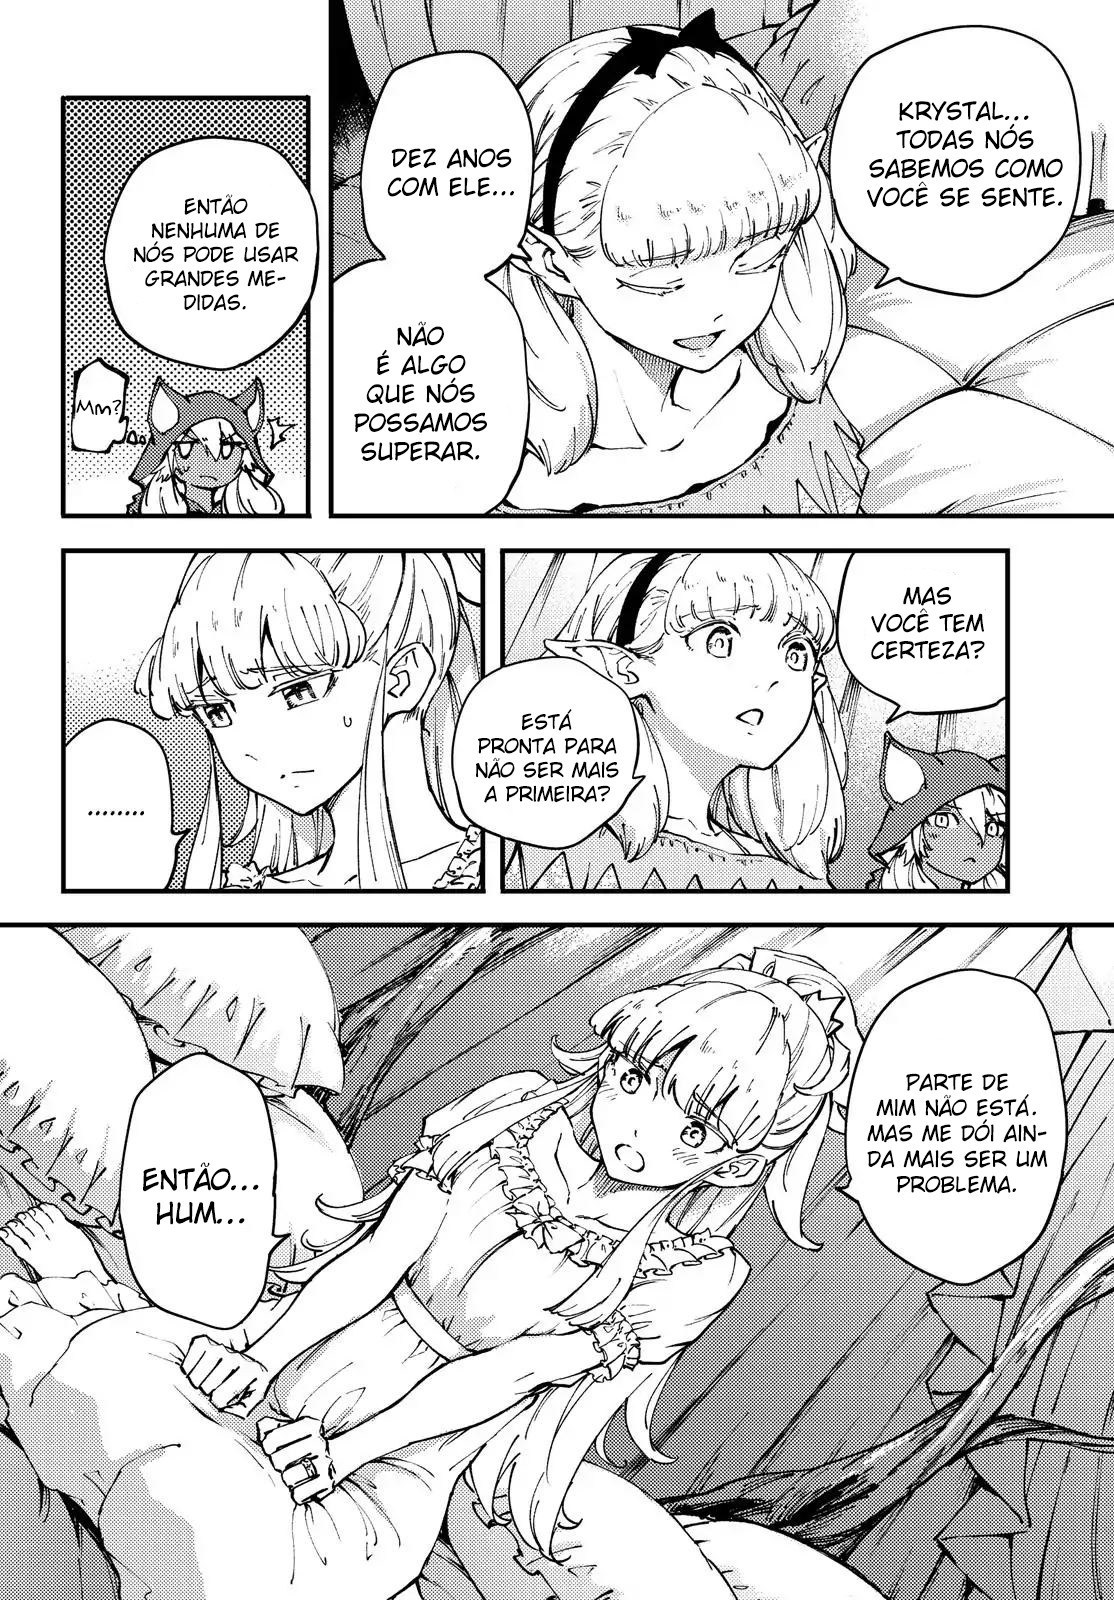 KRYSTAL...
TODAS NÓS
SABEMOS COMO
VOCÊ SE SENTE.
DEZ ANOS
COM ELE...
NÃO
É ALGO
QUE NÓS
POSSAMOS
SUPERAR.
ENTÃO
NENHUMA DE
NÓS PODE USAR
GRANDES ME-
DIDAS.
Mm?
MAS
VOCÊ TEM
CERTEZA?
ESTÁ
PRONTA PARA
NÃO SER MAIS
A PRIMEIRA?
.........
PARTE DE
MIM NÃO ESTÁ.
MAS ME DÓI AIN-
DA MAIS SER UM
PROBLEMA.
ENTÃO...
HUM...